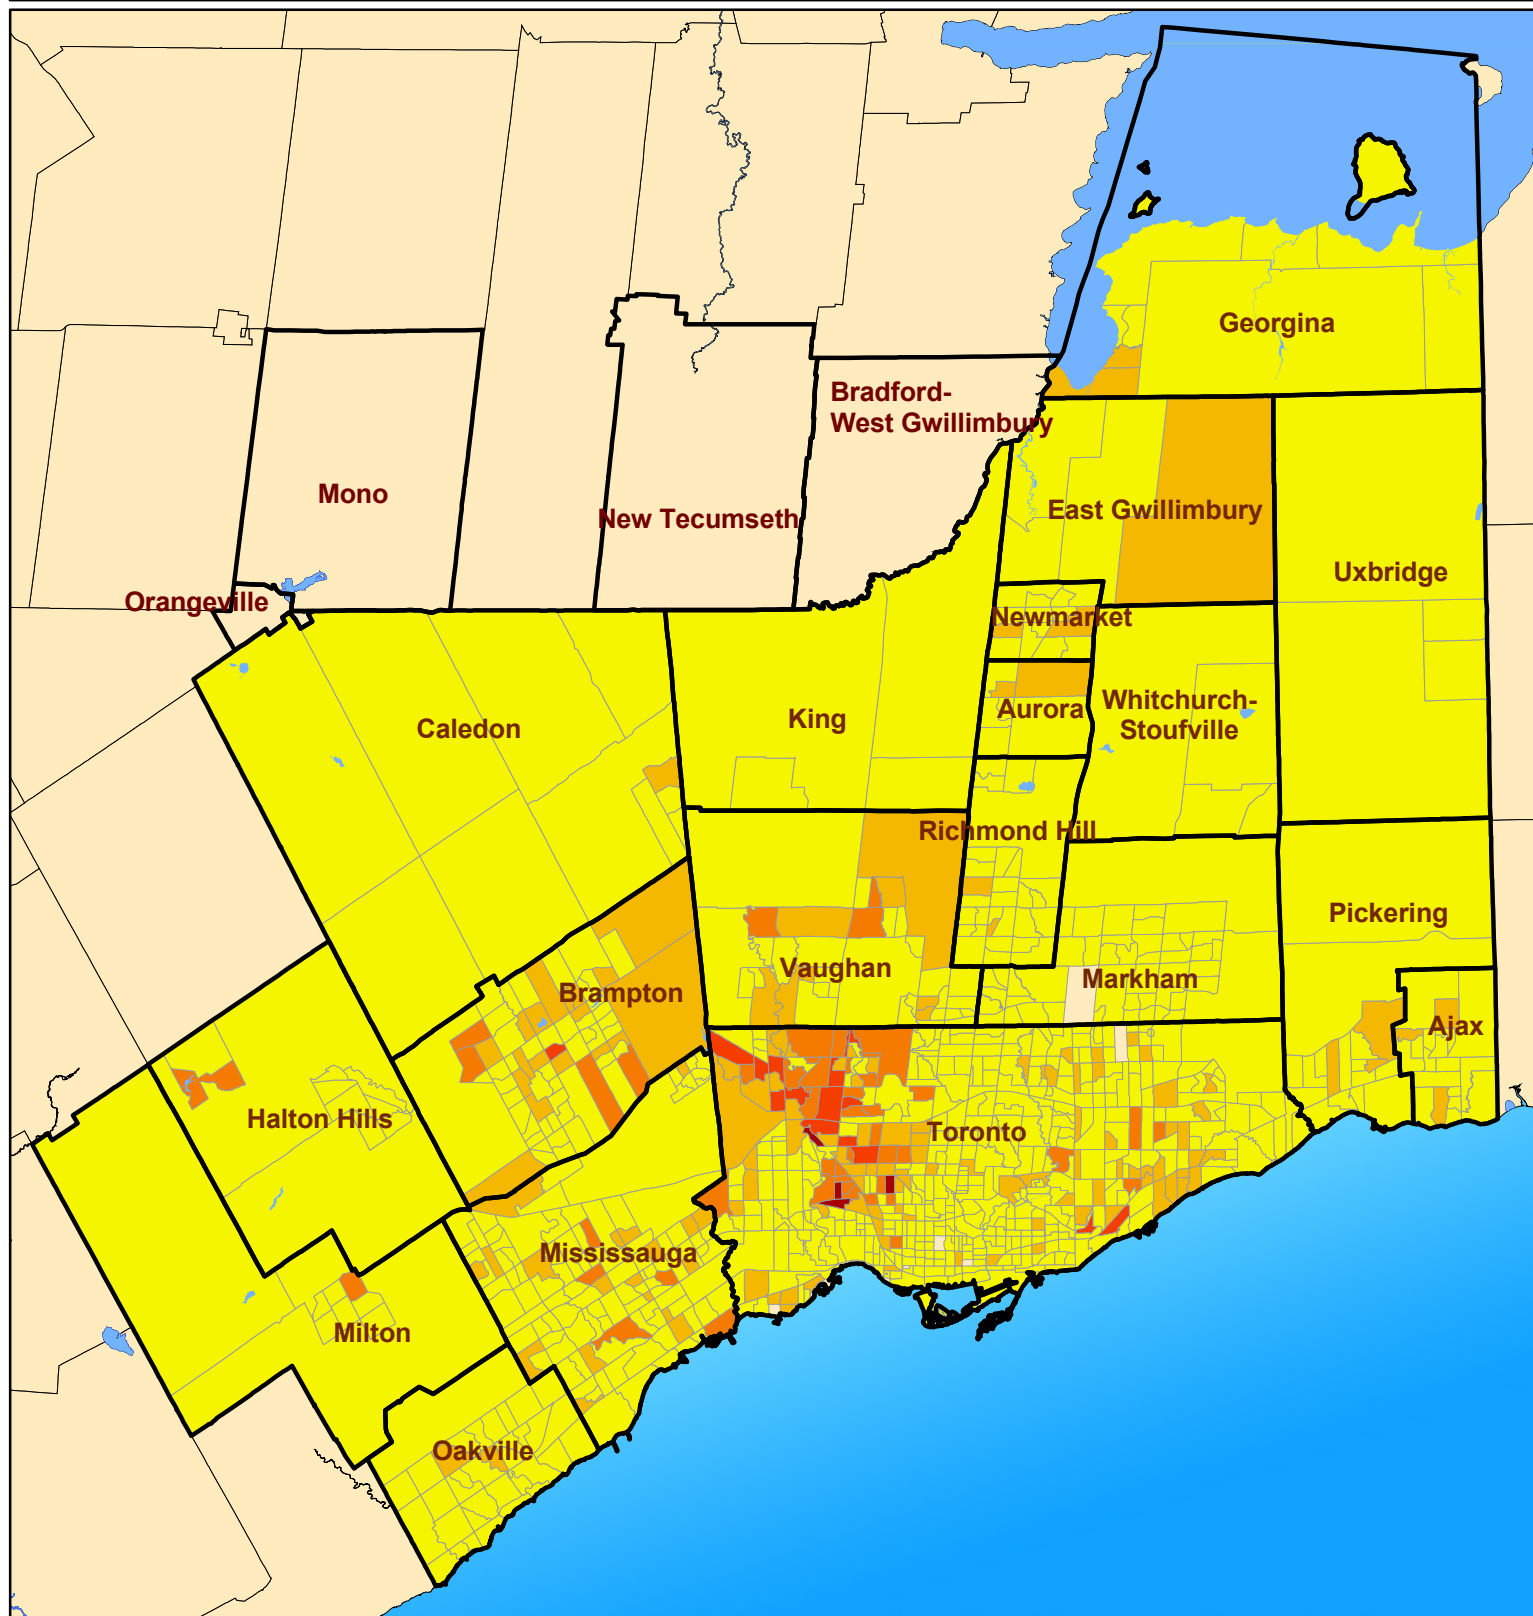 Georgina
Bradford-
West Gwillimbury
Mono
New Tecumseth
East Gwillimbury
Uxbridge
Orangeville
Newmarket
Caledon
King
Aurora
Whitchurch-
Stoufville
Richmond Hill
Pickering
Vaughan
Markham
Brampton
Ajax
Halton Hills
Toronto
Mississauga
Milton
Oakville